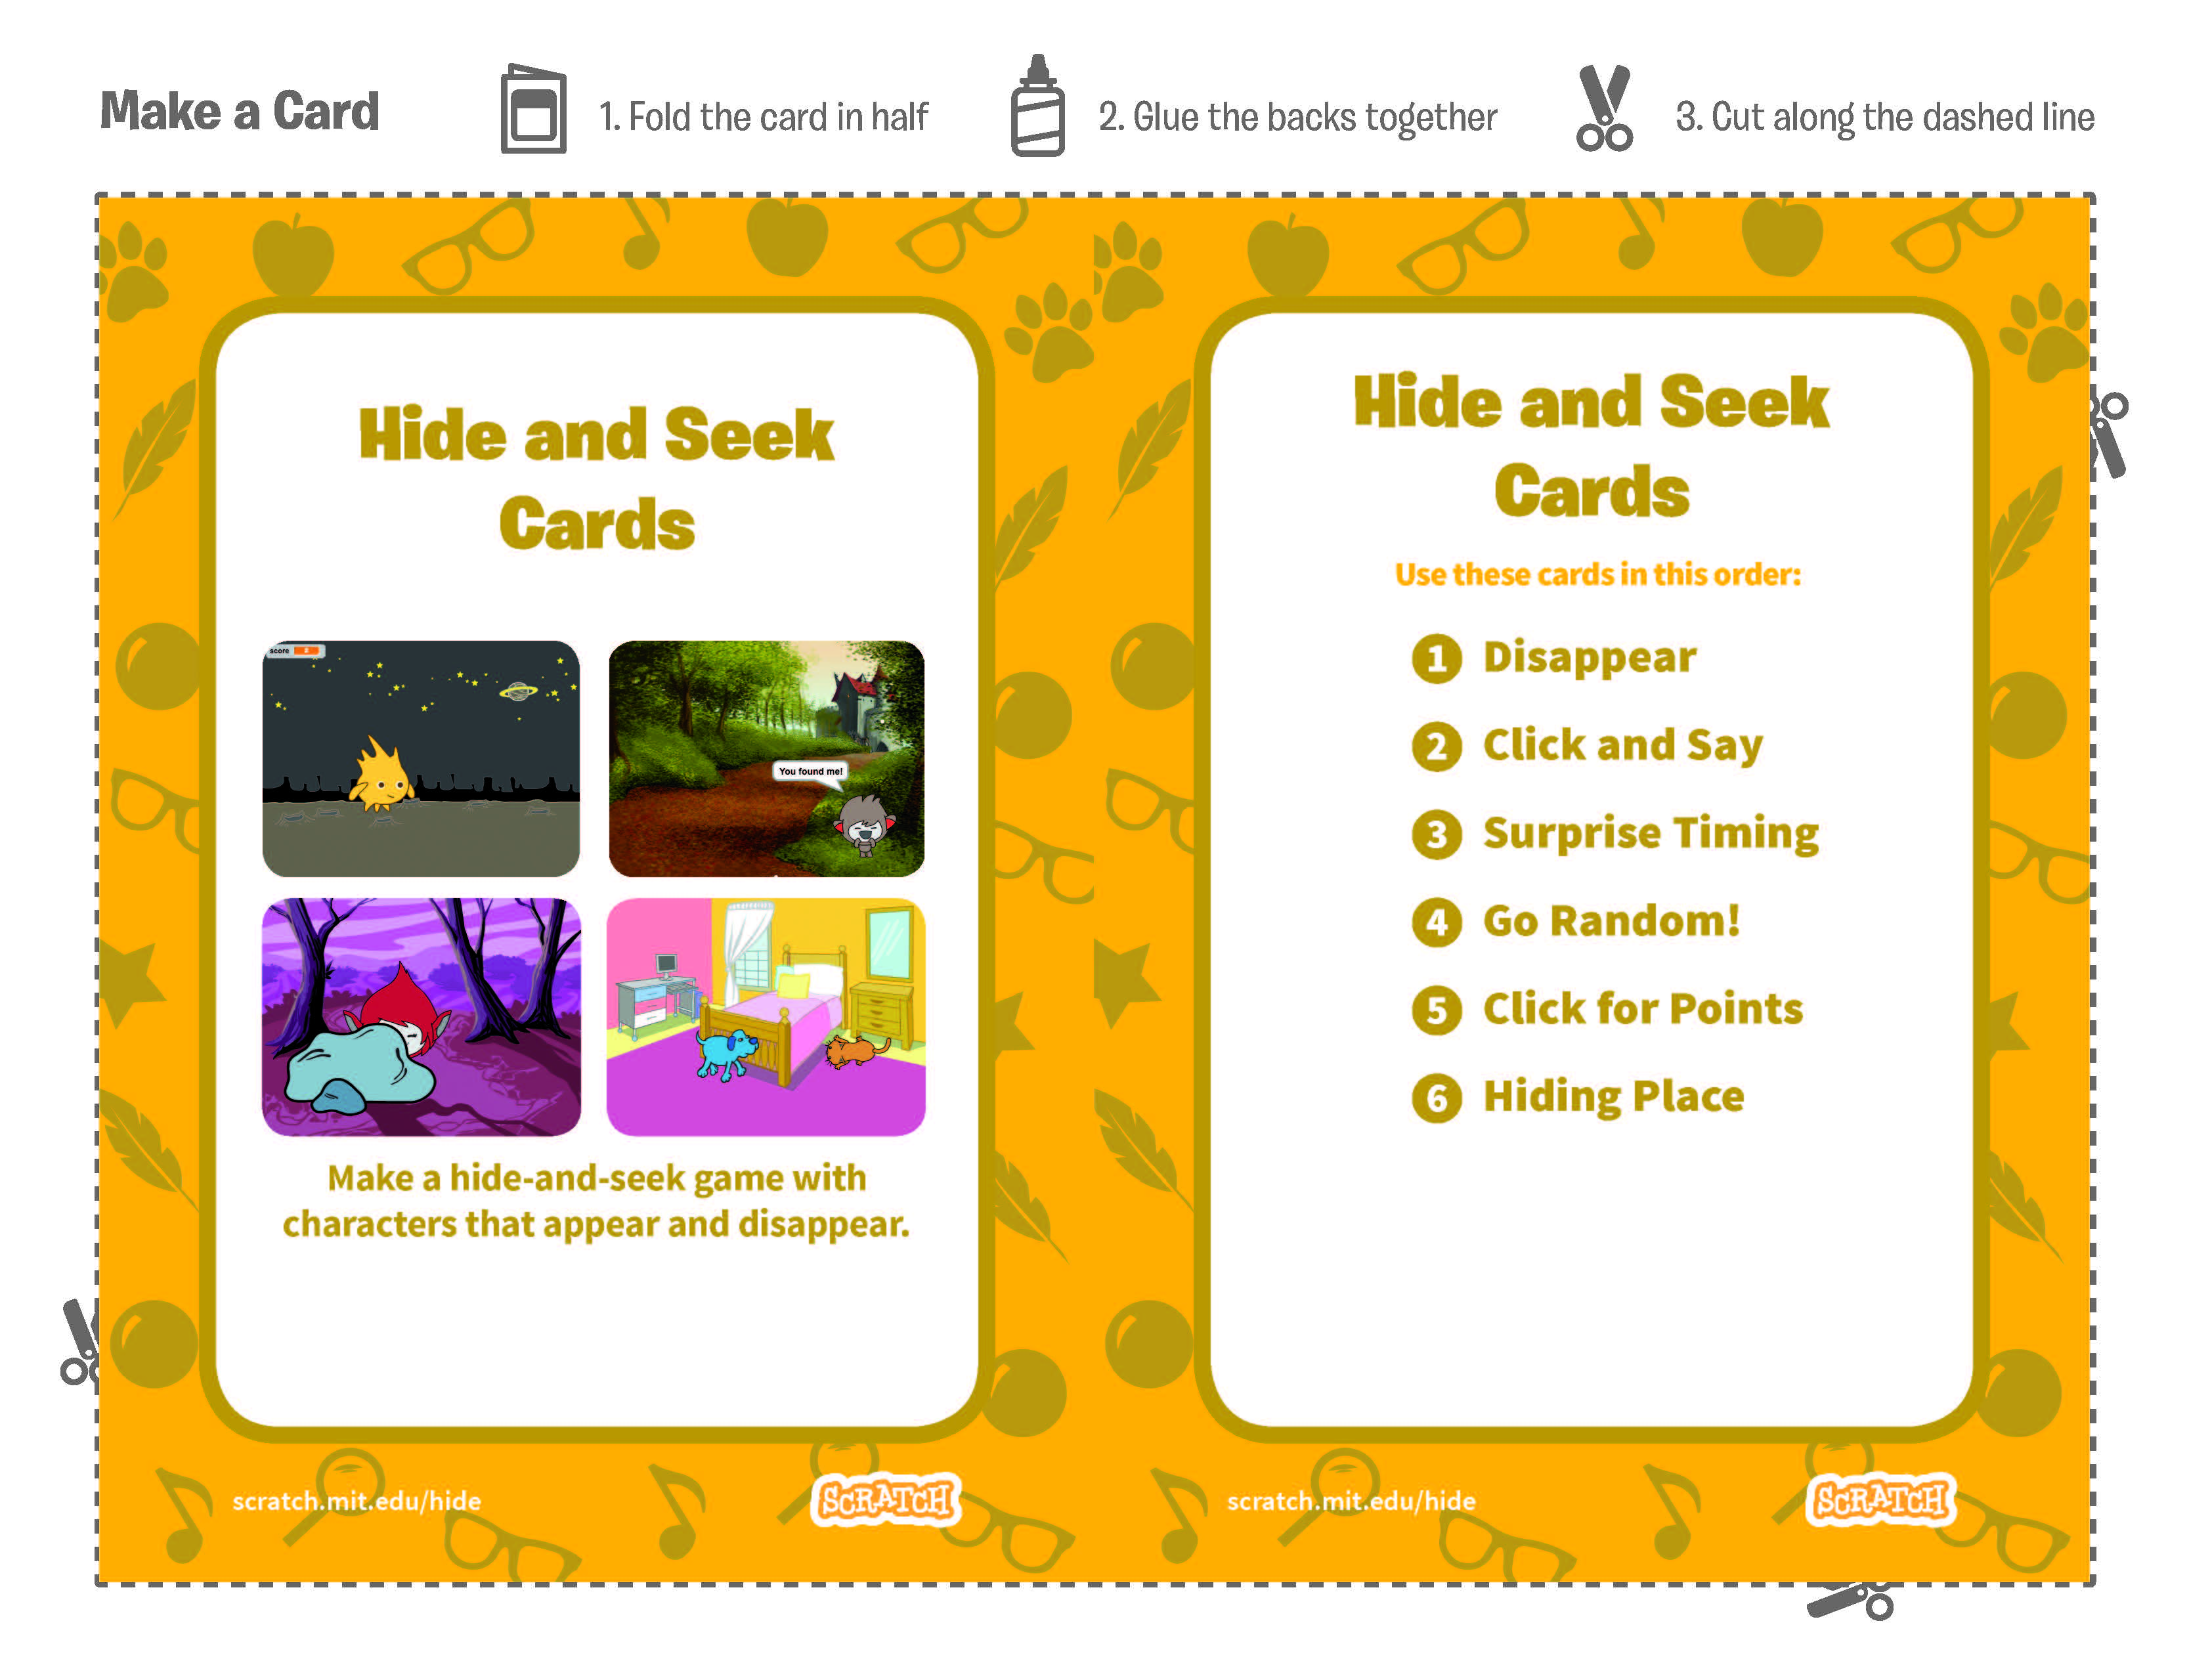 Make a Card
1. Fold the card in half
2. Glue the backs together
3. Cut along the dashed line
Hide and Seek
Cards
score 2
You found me!
Make a hide-and-seek game with
characters that appear and disappear.
scratch.mit.edu/hide
SCRATCH
Hide and Seek
Cards
Use these cards in this order:
1 Disappear
2 Click and Say
3 Surprise Timing
4 Go Random!
5 Click for Points
6 Hiding Place
scratch.mit.edu/hide
SCRATCH